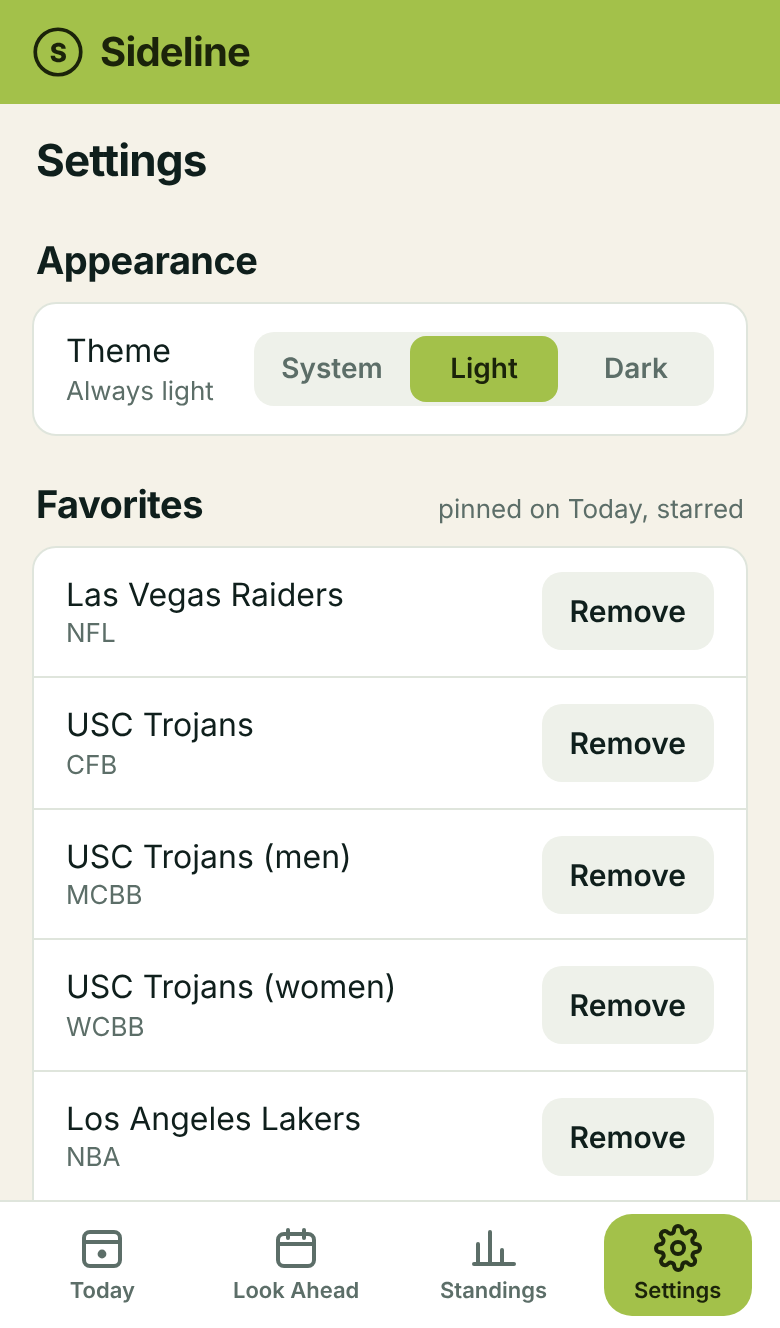 S Sideline
Settings
Appearance
Theme
Always light
System Light Dark
Favorites pinned on Today, starred
Las Vegas Raiders
NFL
Remove
USC Trojans
CFB
Remove
USC Trojans (men)
MCBB
Remove
USC Trojans (women)
WCBB
Remove
Los Angeles Lakers
NBA
Remove
Today Look Ahead Standings Settings